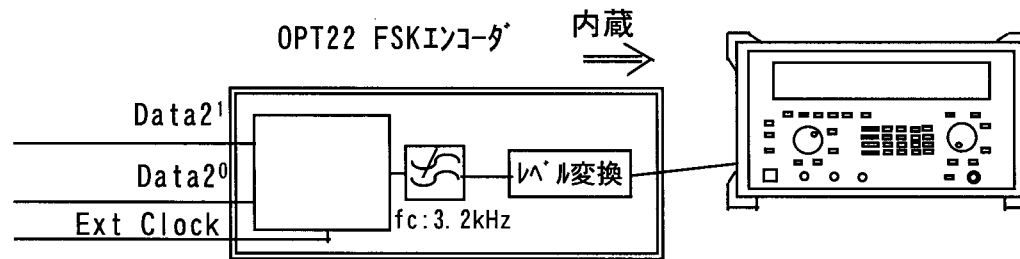 OPT22 FSKｴﾝｺｰﾀﾞ
内蔵
Data2¹
Data2⁰
Ext Clock
fc:3.2kHz
ﾚﾍﾞﾙ変換